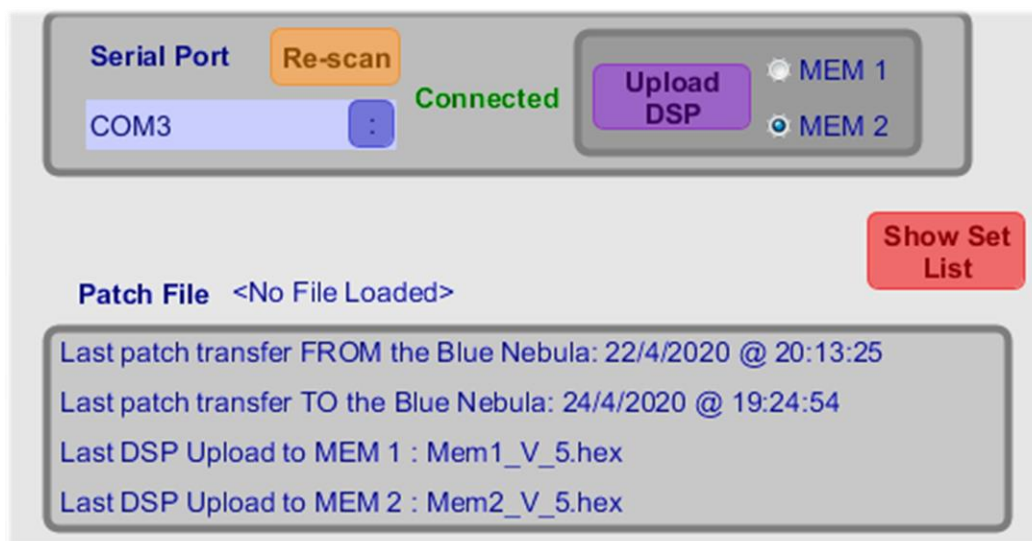 Serial Port
Re-scan
COM3
:
Connected
Upload
DSP
MEM 1
MEM 2
Show Set
List
Patch File <No File Loaded>
Last patch transfer FROM the Blue Nebula: 22/4/2020 @ 20:13:25
Last patch transfer TO the Blue Nebula: 24/4/2020 @ 19:24:54
Last DSP Upload to MEM 1 : Mem1_V_5.hex
Last DSP Upload to MEM 2 : Mem2_V_5.hex